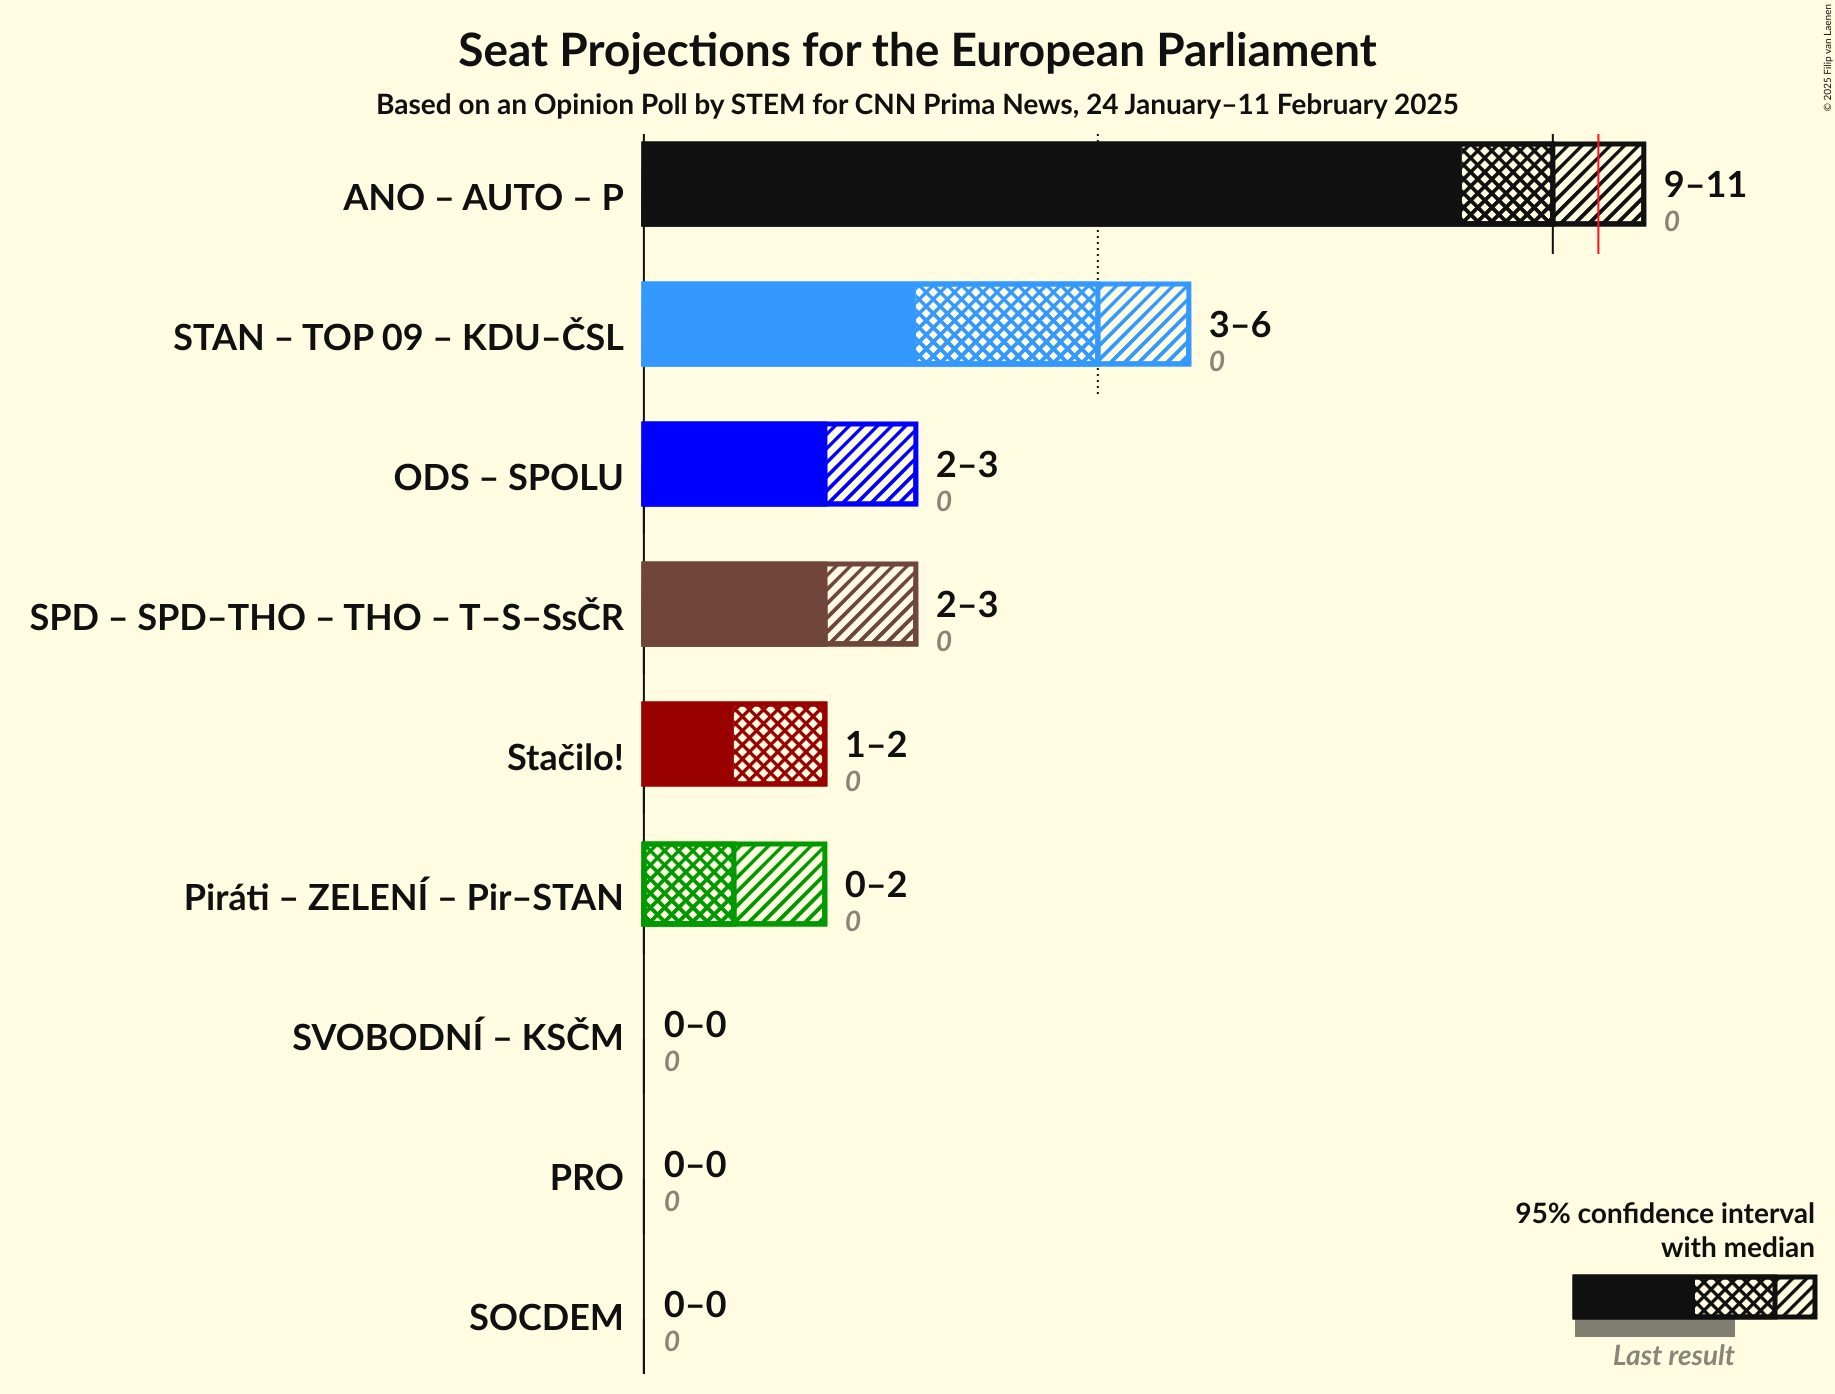 Seat Projections for the European Parliament
Based on an Opinion Poll by STEM for CNN Prima News, 24 January–11 February 2025
© 2025 Filip van Laenen
ANO – AUTO – P
9–11
0
STAN – TOP 09 – KDU–ČSL
3–6
0
ODS – SPOLU
2–3
0
SPD – SPD–THO – THO – T–S–SsČR
2–3
0
Stačilo!
1–2
0
Piráti – ZELENÍ – Pir–STAN
0–2
0
SVOBODNÍ – KSČM
0–0
0
PRO
0–0
0
SOCDEM
0–0
0
95% confidence interval
with median
Last result